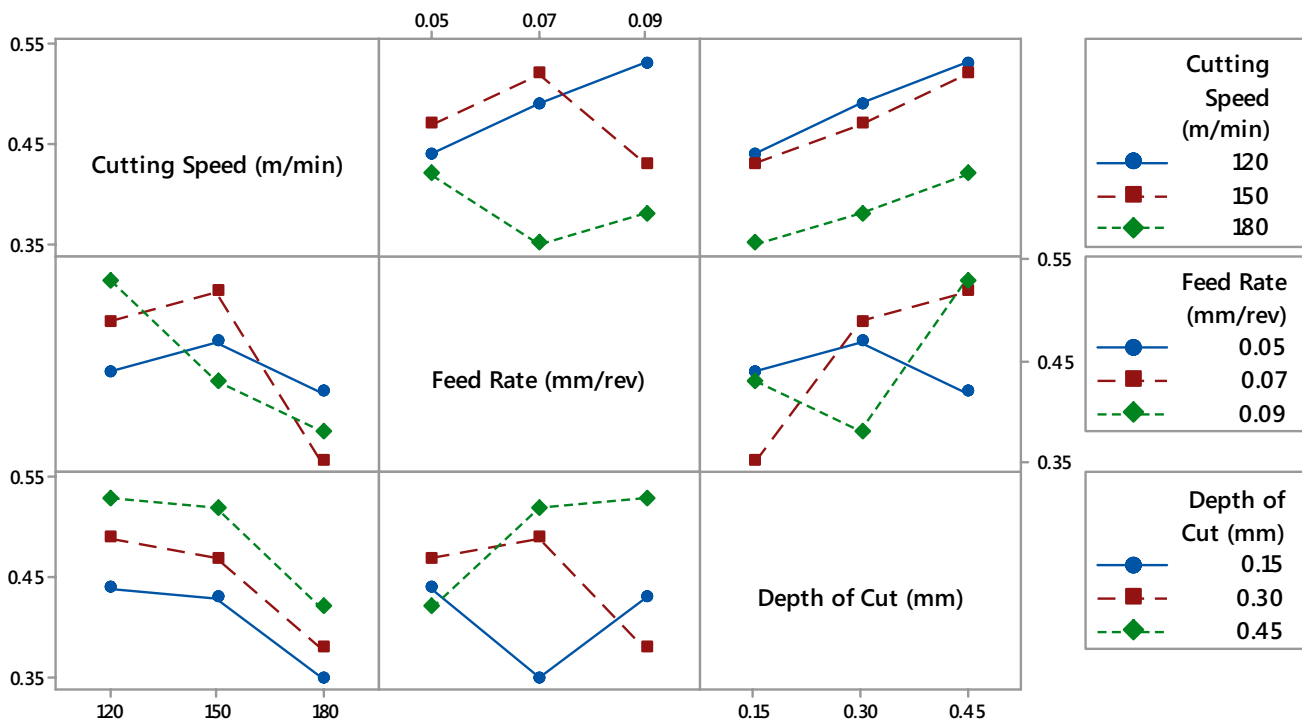 0.05 0.07 0.09
0.55
0.45
0.35
Cutting Speed (m/min)
Cutting
Speed
(m/min)
120
150
180
Feed Rate (mm/rev)
0.55
0.45
0.35
Feed Rate
(mm/rev)
0.05
0.07
0.09
0.55
0.45
0.35
Depth of Cut (mm)
Depth of
Cut (mm)
0.15
0.30
0.45
120 150 180 0.15 0.30 0.45